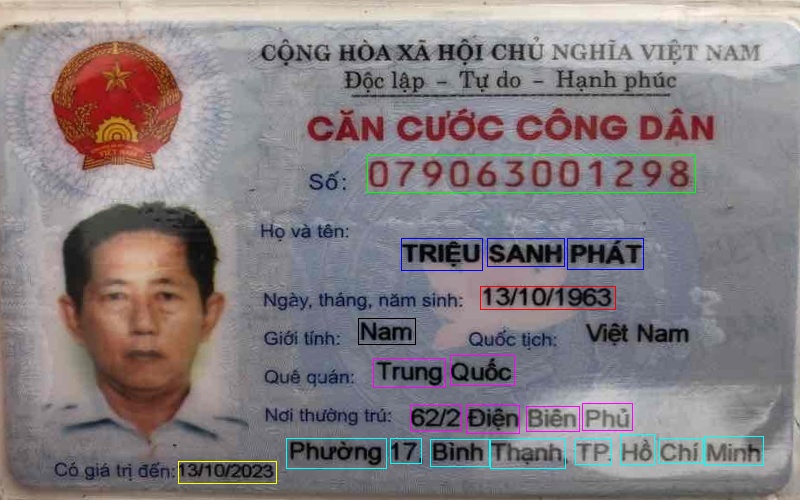 CỘNG HÒA XÃ HỘI CHỦ NGHĨA VIỆT NAM
Độc lập - Tự do - Hạnh phúc
CĂN CƯỚC CÔNG DÂN
VIỆT NAM
Số: 079063001298
Họ và tên:
TRIỆU SANH PHÁT
Ngày, tháng, năm sinh: 13/10/1963
Giới tính: Nam Quốc tịch: Việt Nam
Quê quán: Trung Quốc
Nơi thường trú: 62/2 Điện Biên Phủ
Phường 17, Bình Thạnh, TP. Hồ Chí Minh
Có giá trị đến: 13/10/2023